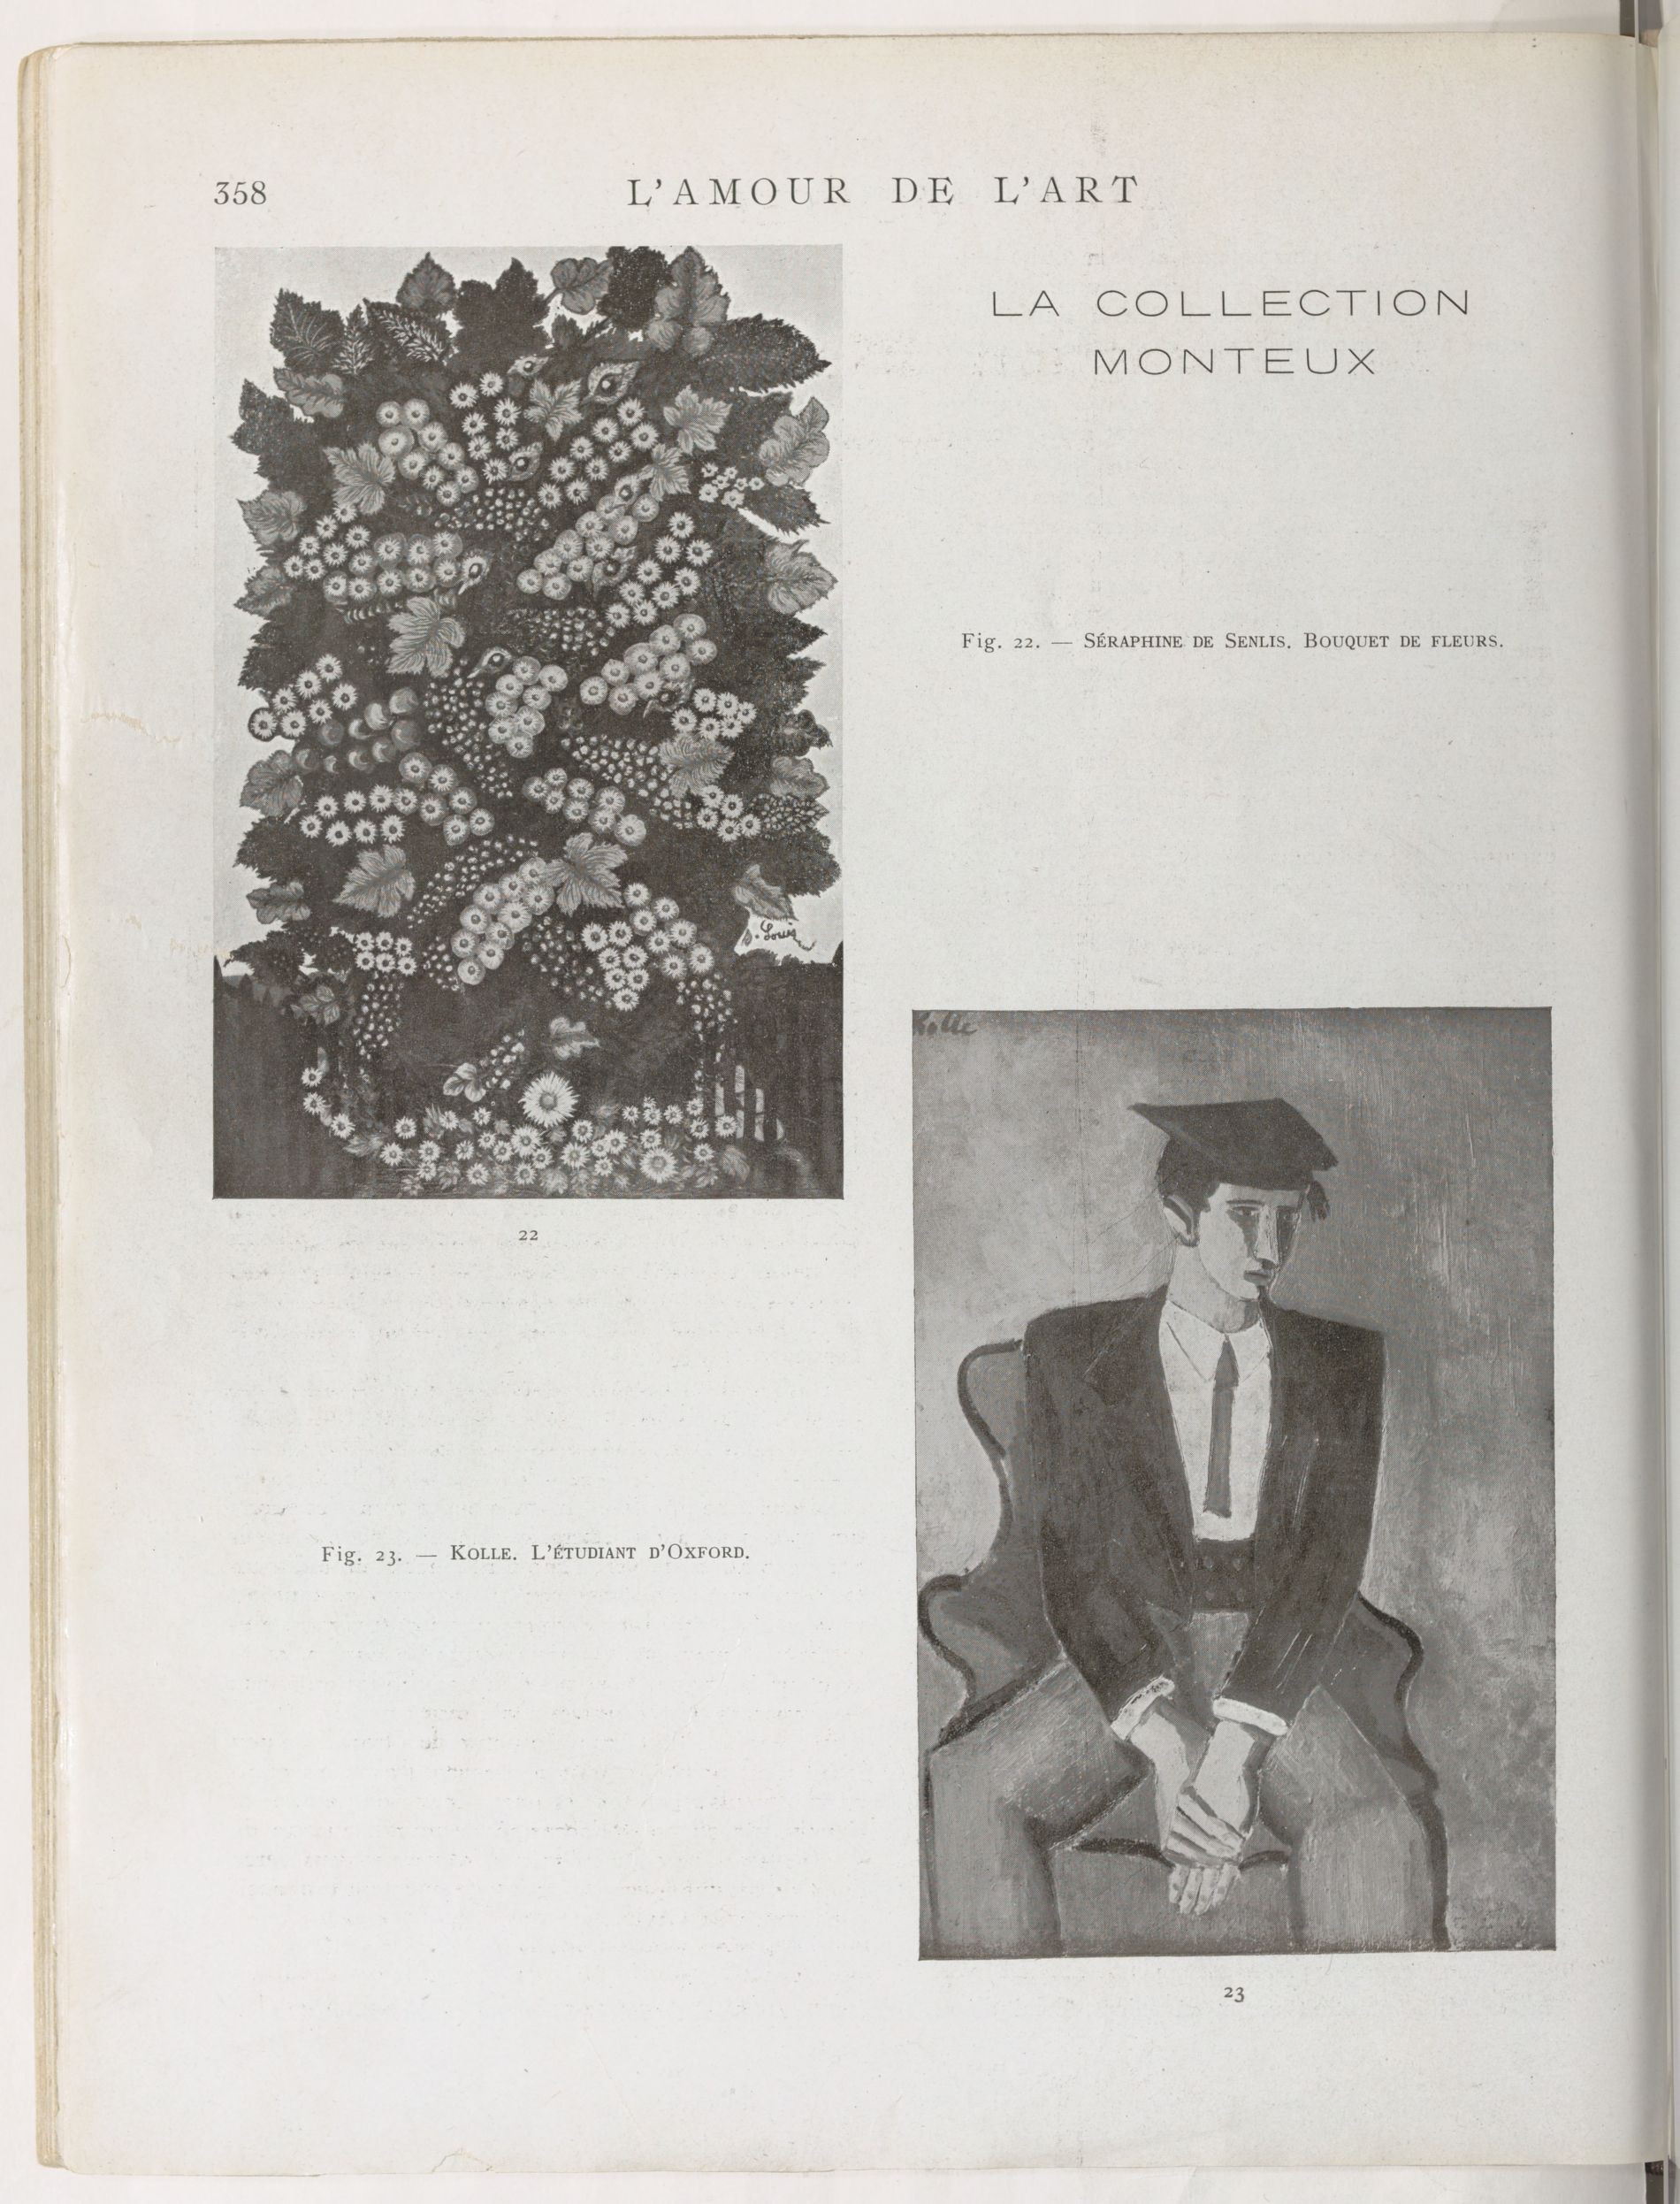 358
L'AMOUR DE L'ART
LA COLLECTION
MONTEUX
Fig. 22. — SÉRAPHINE DE SENLIS. BOUQUET DE FLEURS.
S. Louis
22
Kolle
Fig. 23. — KOLLE. L'ÉTUDIANT D'OXFORD.
23